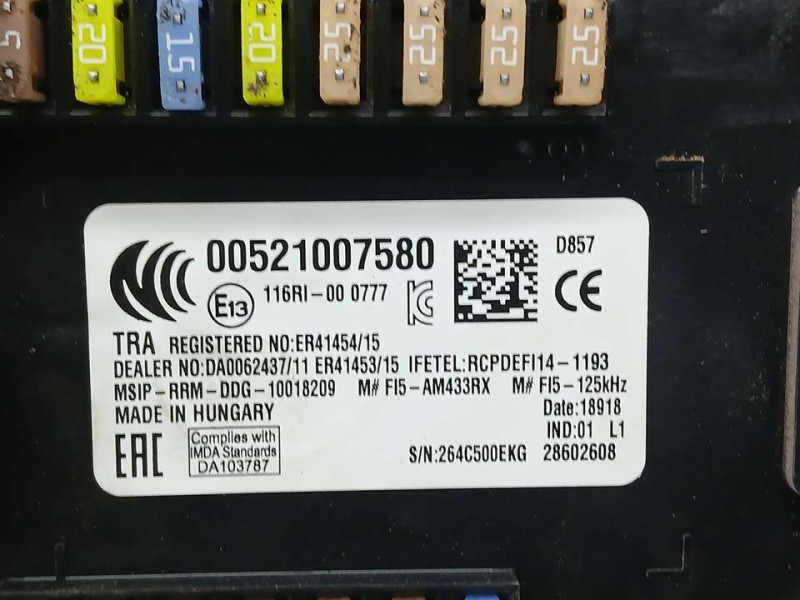 5 20 15 20 25 25 25 25
00521007580
D857
E13 116RI-00 0777
CE
TRA REGISTERED NO:ER41454/15
DEALER NO:DA0062437/11 ER41453/15 IFETEL:RCPDEFI14-1193
MSIP-RRM-DDG-10018209 M# FI5-AM433RX M# FI5-125kHz
MADE IN HUNGARY
Date:18918
IND:01 L1
EAC
Complies with
IMDA Standards
DA103787
S/N:264C500EKG 28602608